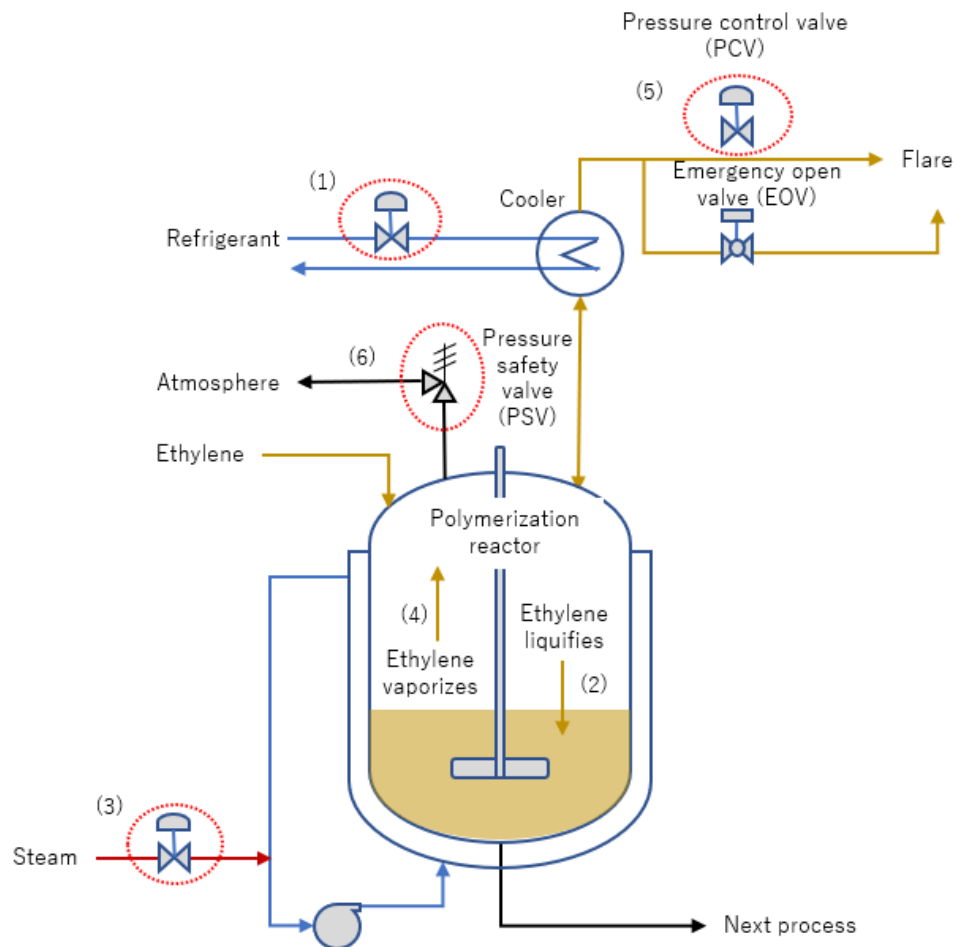 Pressure control valve
(PCV)
(5)
Flare
Emergency open
valve (EOV)
(1)
Cooler
Refrigerant
(6)
Pressure
safety
valve
(PSV)
Atmosphere
Ethylene
Polymerization
reactor
(4)
Ethylene
liquifies
Ethylene
vaporizes
(2)
(3)
Steam
Next process